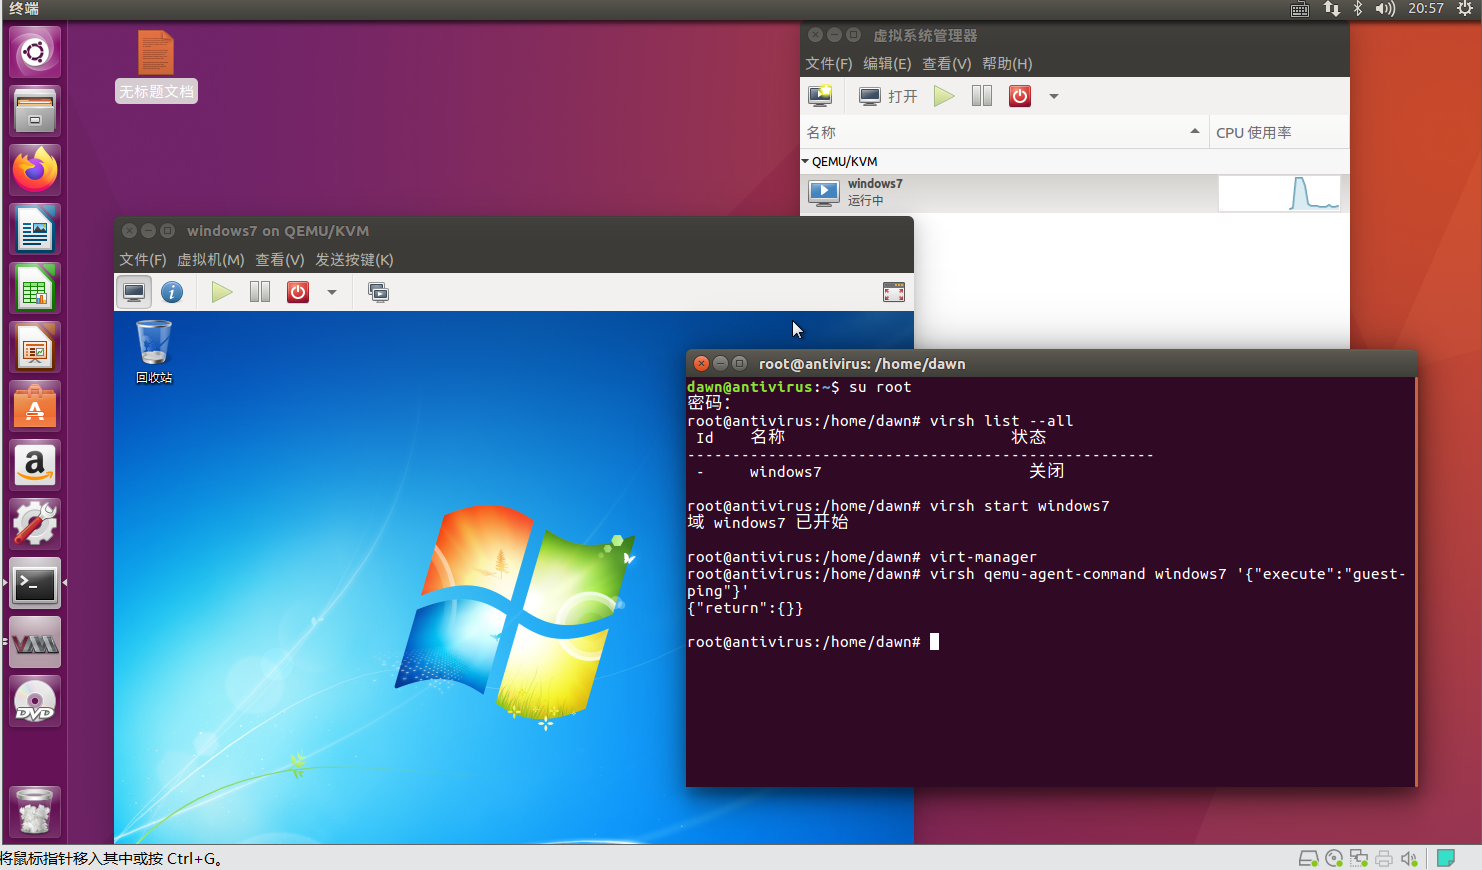 终端
20:57
无标题文档
虚拟系统管理器
文件(F) 编辑(E) 查看(V) 帮助(H)
打开
名称 CPU 使用率
QEMU/KVM
windows7
运行中
windows7 on QEMU/KVM
文件(F) 虚拟机(M) 查看(V) 发送按键(K)
回收站
root@antivirus: /home/dawn
dawn@antivirus:~$ su root
密码：
root@antivirus:/home/dawn# virsh list --all
Id 名称 状态
----------------------------------------------------
- windows7 关闭
root@antivirus:/home/dawn# virsh start windows7
域 windows7 已开始
root@antivirus:/home/dawn# virt-manager
root@antivirus:/home/dawn# virsh qemu-agent-command windows7 '{"execute":"guest-
ping"}'
{"return":{}}
root@antivirus:/home/dawn#
DVD
将鼠标指针移入其中或按 Ctrl+G。